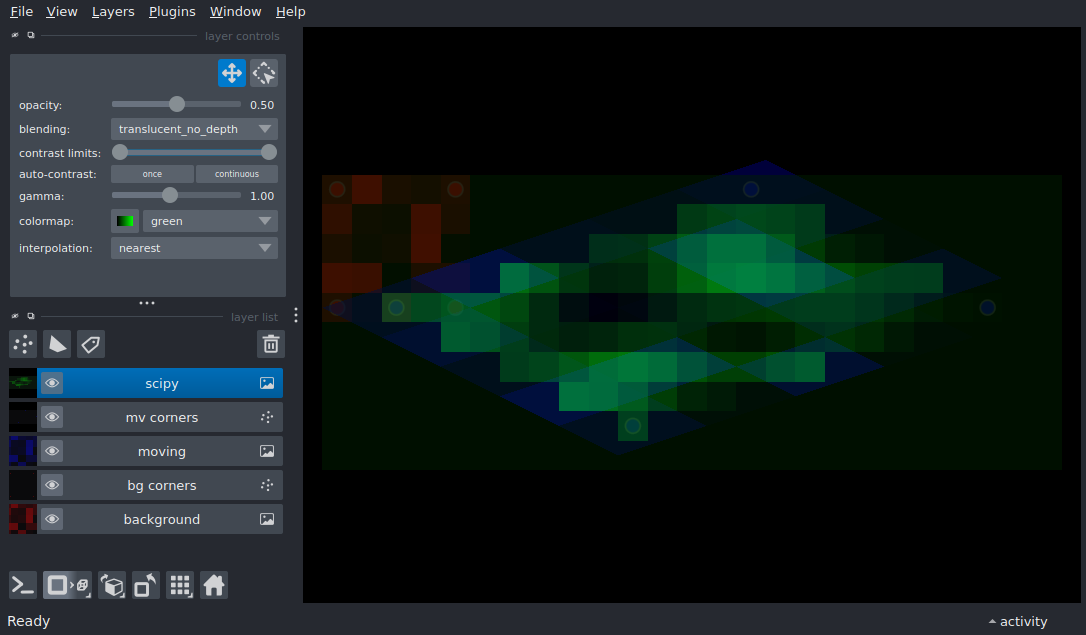 File View Layers Plugins Window Help
layer controls
opacity: 0.50
blending: translucent_no_depth
contrast limits:
auto-contrast: once continuous
gamma: 1.00
colormap: green
interpolation: nearest
layer list
scipy
mv corners
moving
bg corners
background
Ready activity